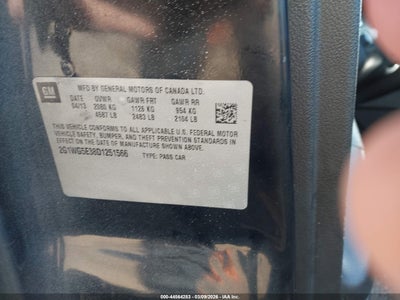 GM
MFD BY GENERAL MOTORS OF CANADA LTD.
DATE GVWR GAWR FRT GAWR RR
04/13 2080 KG 1126 KG 954 KG
4587 LB 2483 LB 2104 LB
THIS VEHICLE CONFORMS TO ALL APPLICABLE U.S. FEDERAL MOTOR
VEHICLE SAFETY, BUMPER, AND THEFT PREVENTION STANDARDS IN
EFFECT ON THE DATE OF MANUFACTURE SHOWN ABOVE.
2G1WG5E38D1251566 TYPE: PASS CAR
000-44564283 | 03/09/2026 - IAA